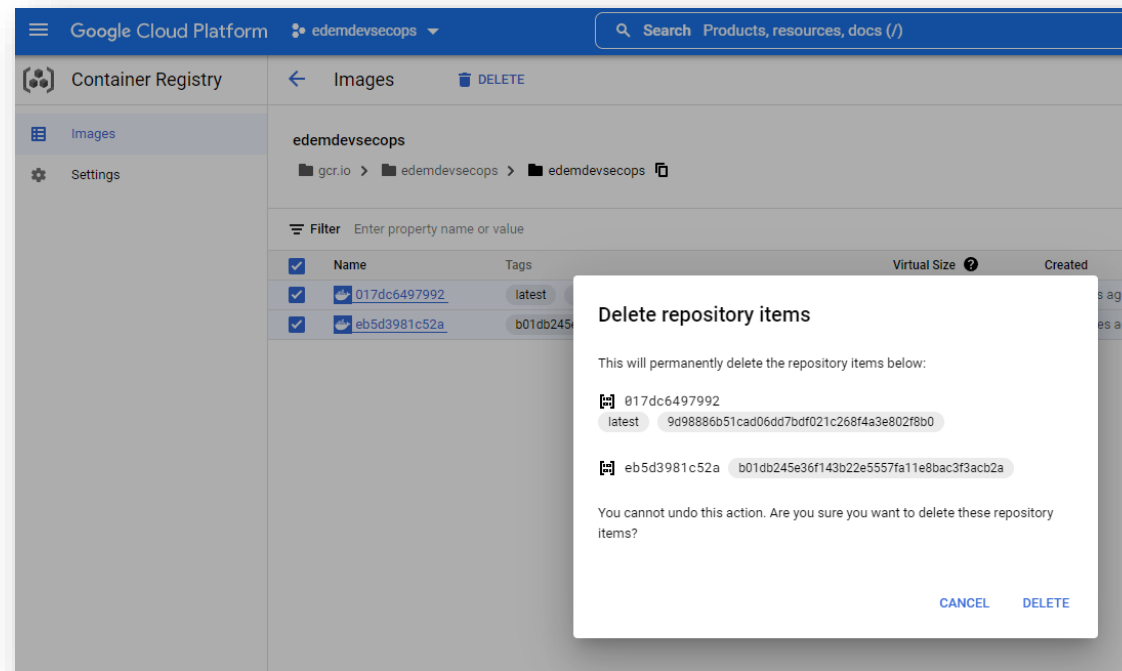 Google Cloud Platform edemdevsecops Search Products, resources, docs (/)
Container Registry Images DELETE
Images
Settings
edemdevsecops
gcr.io > edemdevsecops > edemdevsecops
Filter Enter property name or value
Name Tags Virtual Size ? Created
017dc6497992 latest
eb5d3981c52a
Delete repository items
This will permanently delete the repository items below:
017dc6497992
latest 9d98886b51cad06dd7bdf021c268f4a3e802f8b0
eb5d3981c52a b01db245e36f143b22e5557fa11e8bac3f3acb2a
You cannot undo this action. Are you sure you want to delete these repository
items?
CANCEL DELETE